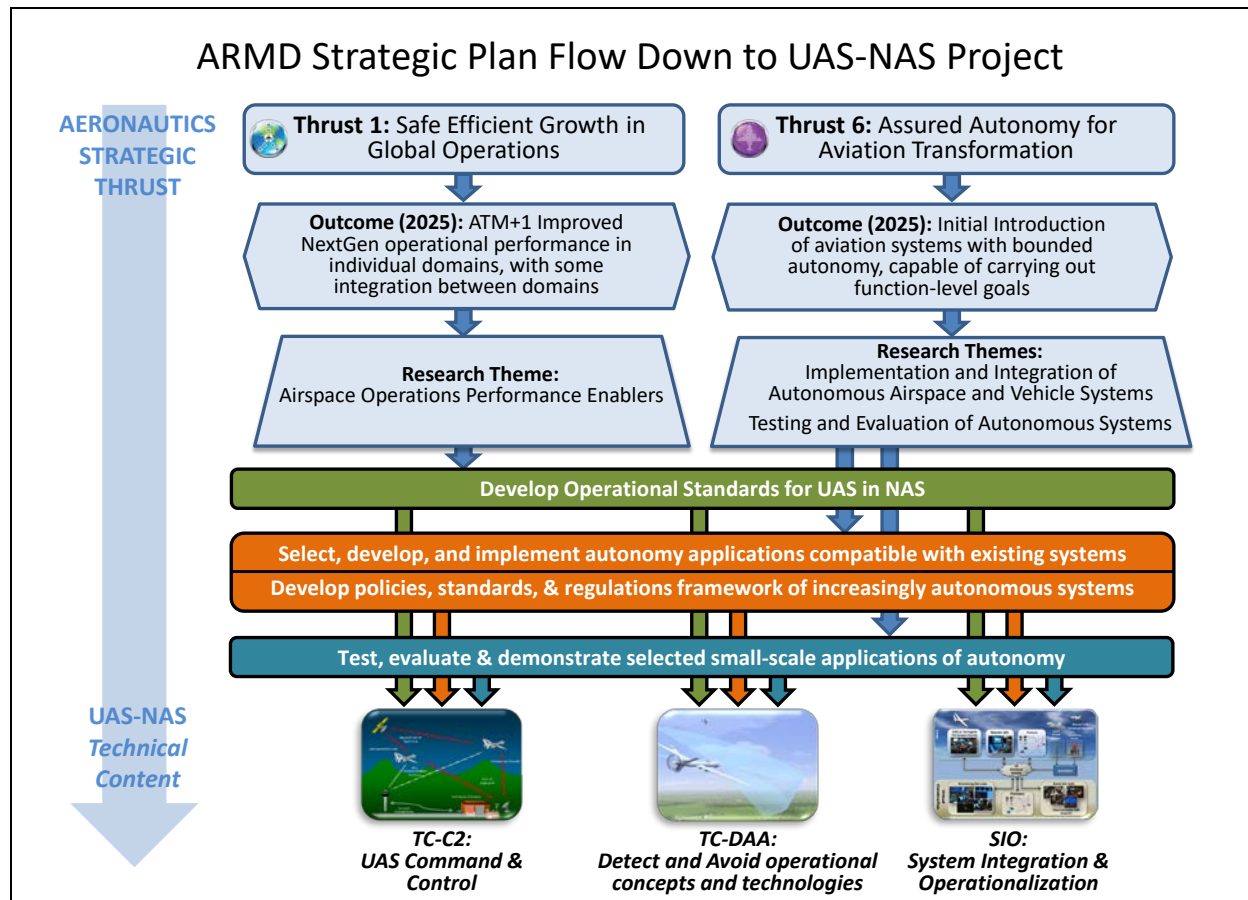 ARMD Strategic Plan Flow Down to UAS-NAS Project
AERONAUTICS
STRATEGIC
THRUST
Thrust 1: Safe Efficient Growth in
Global Operations
Thrust 6: Assured Autonomy for
Aviation Transformation
Outcome (2025): ATM+1 Improved
NextGen operational performance in
individual domains, with some
integration between domains
Outcome (2025): Initial Introduction
of aviation systems with bounded
autonomy, capable of carrying out
function-level goals
Research Theme:
Airspace Operations Performance Enablers
Research Themes:
Implementation and Integration of
Autonomous Airspace and Vehicle Systems
Testing and Evaluation of Autonomous Systems
Develop Operational Standards for UAS in NAS
Select, develop, and implement autonomy applications compatible with existing systems
Develop policies, standards, & regulations framework of increasingly autonomous systems
Test, evaluate & demonstrate selected small-scale applications of autonomy
UAS-NAS
Technical
Content
TC-C2:
UAS Command &
Control
TC-DAA:
Detect and Avoid operational
concepts and technologies
SIO:
System Integration &
Operationalization